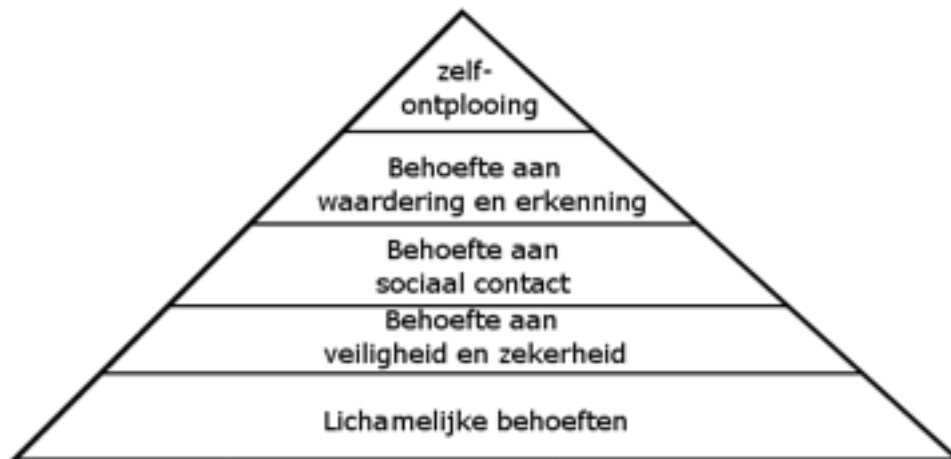 zelf-
ontplooing
Behoefte aan
waardering en erkenning
Behoefte aan
sociaal contact
Behoefte aan
veiligheid en zekerheid
Lichamelijke behoeften